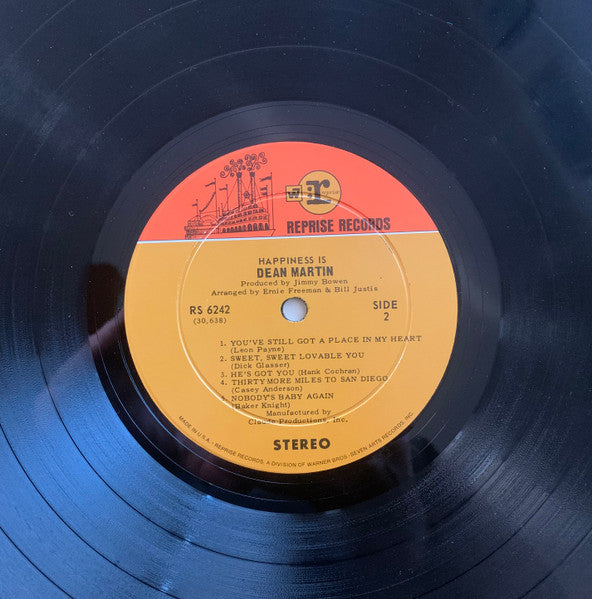 W7 r reprise
REPRISE RECORDS
HAPPINESS IS
DEAN MARTIN
Produced by Jimmy Bowen
Arranged by Ernie Freeman & Bill Justis
RS 6242
(30,638)
SIDE
2
1. YOU'VE STILL GOT A PLACE IN MY HEART
(Leon Payne)
2. SWEET, SWEET LOVABLE YOU
(Dick Glasser)
3. HE'S GOT YOU (Hank Cochran)
4. THIRTY MORE MILES TO SAN DIEGO
(Casey Anderson)
5. NOBODY'S BABY AGAIN
(Baker Knight)
Manufactured by
Claude Productions, Inc.
STEREO
MADE IN U.S.A. · REPRISE RECORDS, A DIVISION OF WARNER BROS.- SEVEN ARTS RECORDS, INC.